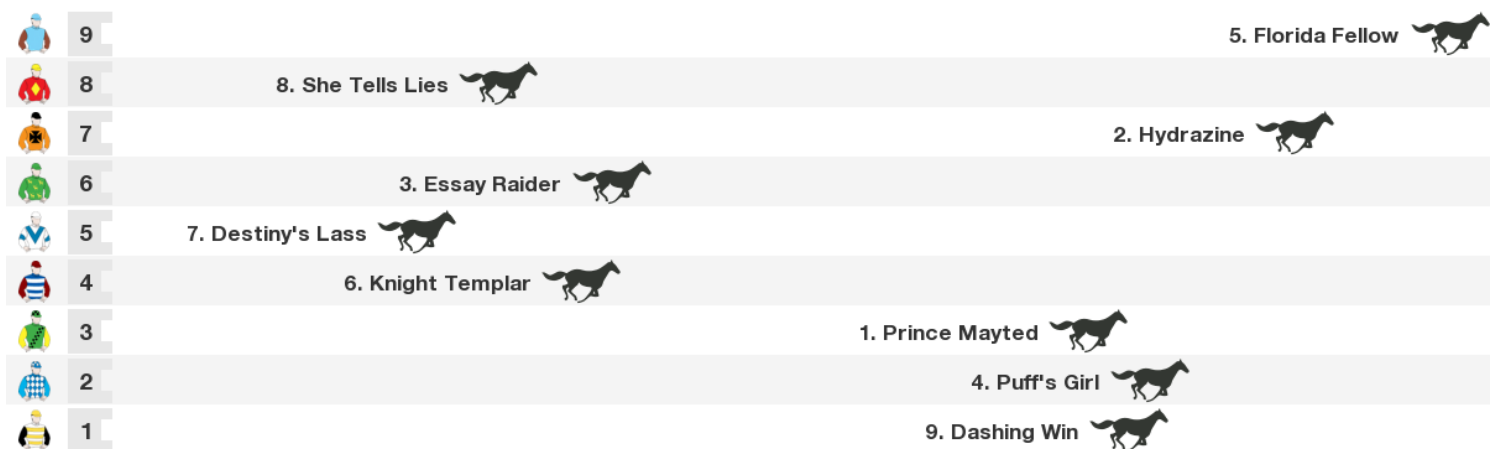 9 5. Florida Fellow
8 8. She Tells Lies
7 2. Hydrazine
6 3. Essay Raider
5 7. Destiny's Lass
4 6. Knight Templar
3 1. Prince Mayted
2 4. Puff's Girl
1 9. Dashing Win